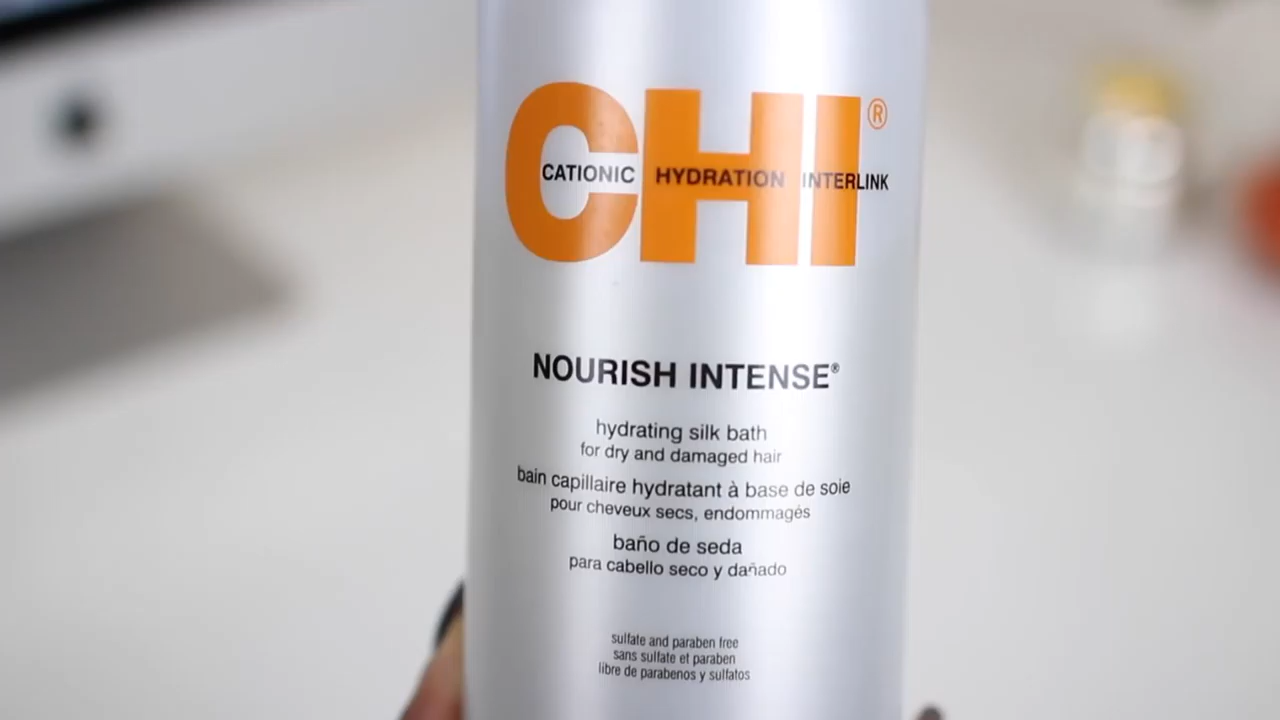 CHI®
CATIONIC HYDRATION INTERLINK
NOURISH INTENSE®
hydrating silk bath
for dry and damaged hair
bain capillaire hydratant à base de soie
pour cheveux secs, endommagés
baño de seda
para cabello seco y dañado
sulfate and paraben free
sans sulfate et paraben
libre de parabenos y sulfatos